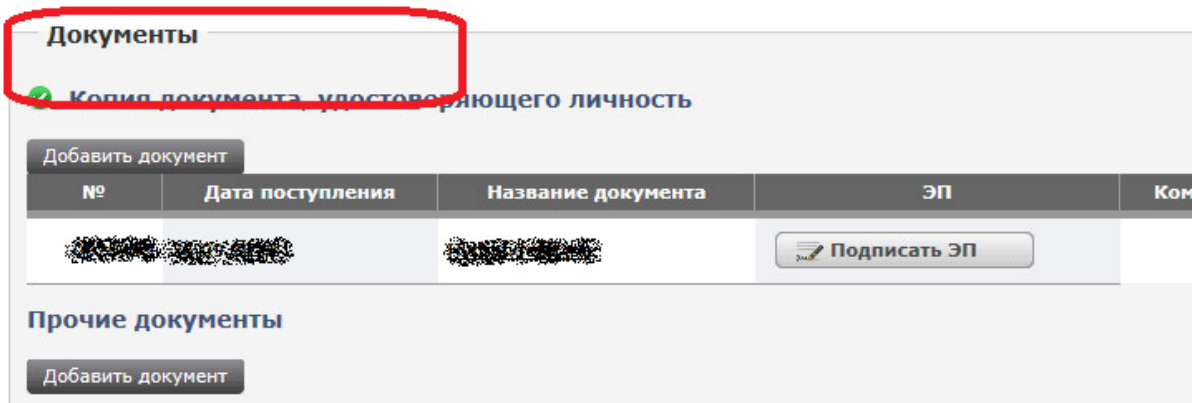 Документы
Копия документа, удостоверяющего личность
Добавить документ
№ Дата поступления Название документа ЭП Ком
Подписать ЭП
Прочие документы
Добавить документ